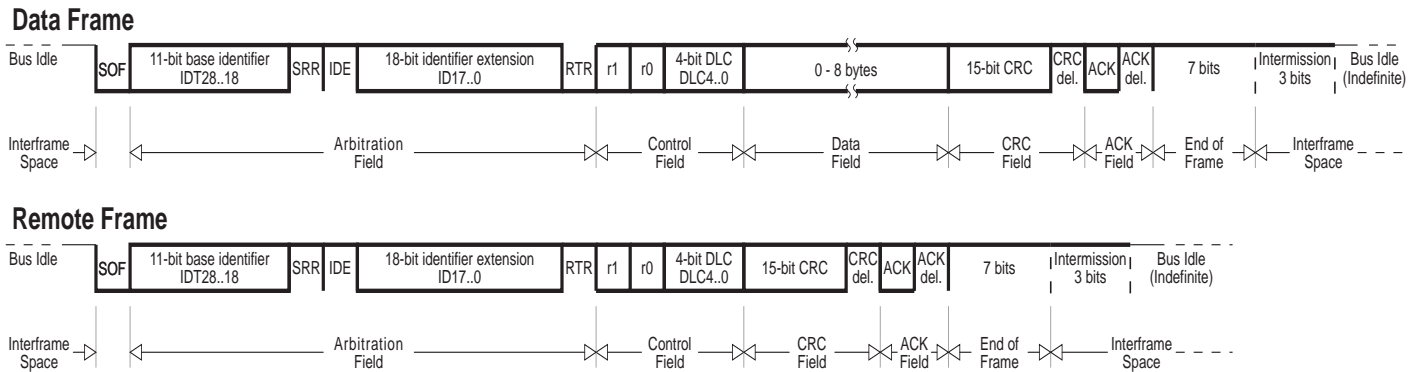 Data Frame
Bus Idle
SOF
11-bit base identifier
IDT28..18
SRR
IDE
18-bit identifier extension
ID17..0
RTR
r1
r0
4-bit DLC
DLC4..0
0 - 8 bytes
15-bit CRC
CRC
del.
ACK
ACK
del.
7 bits
Intermission
3 bits
Bus Idle
(Indefinite)
Interframe
Space
Arbitration
Field
Control
Field
Data
Field
CRC
Field
ACK
Field
End of
Frame
Interframe
Space
Remote Frame
Bus Idle
SOF
11-bit base identifier
IDT28..18
SRR
IDE
18-bit identifier extension
ID17..0
RTR
r1
r0
4-bit DLC
DLC4..0
15-bit CRC
CRC
del.
ACK
ACK
del.
7 bits
Intermission
3 bits
Bus Idle
(Indefinite)
Interframe
Space
Arbitration
Field
Control
Field
CRC
Field
ACK
Field
End of
Frame
Interframe
Space